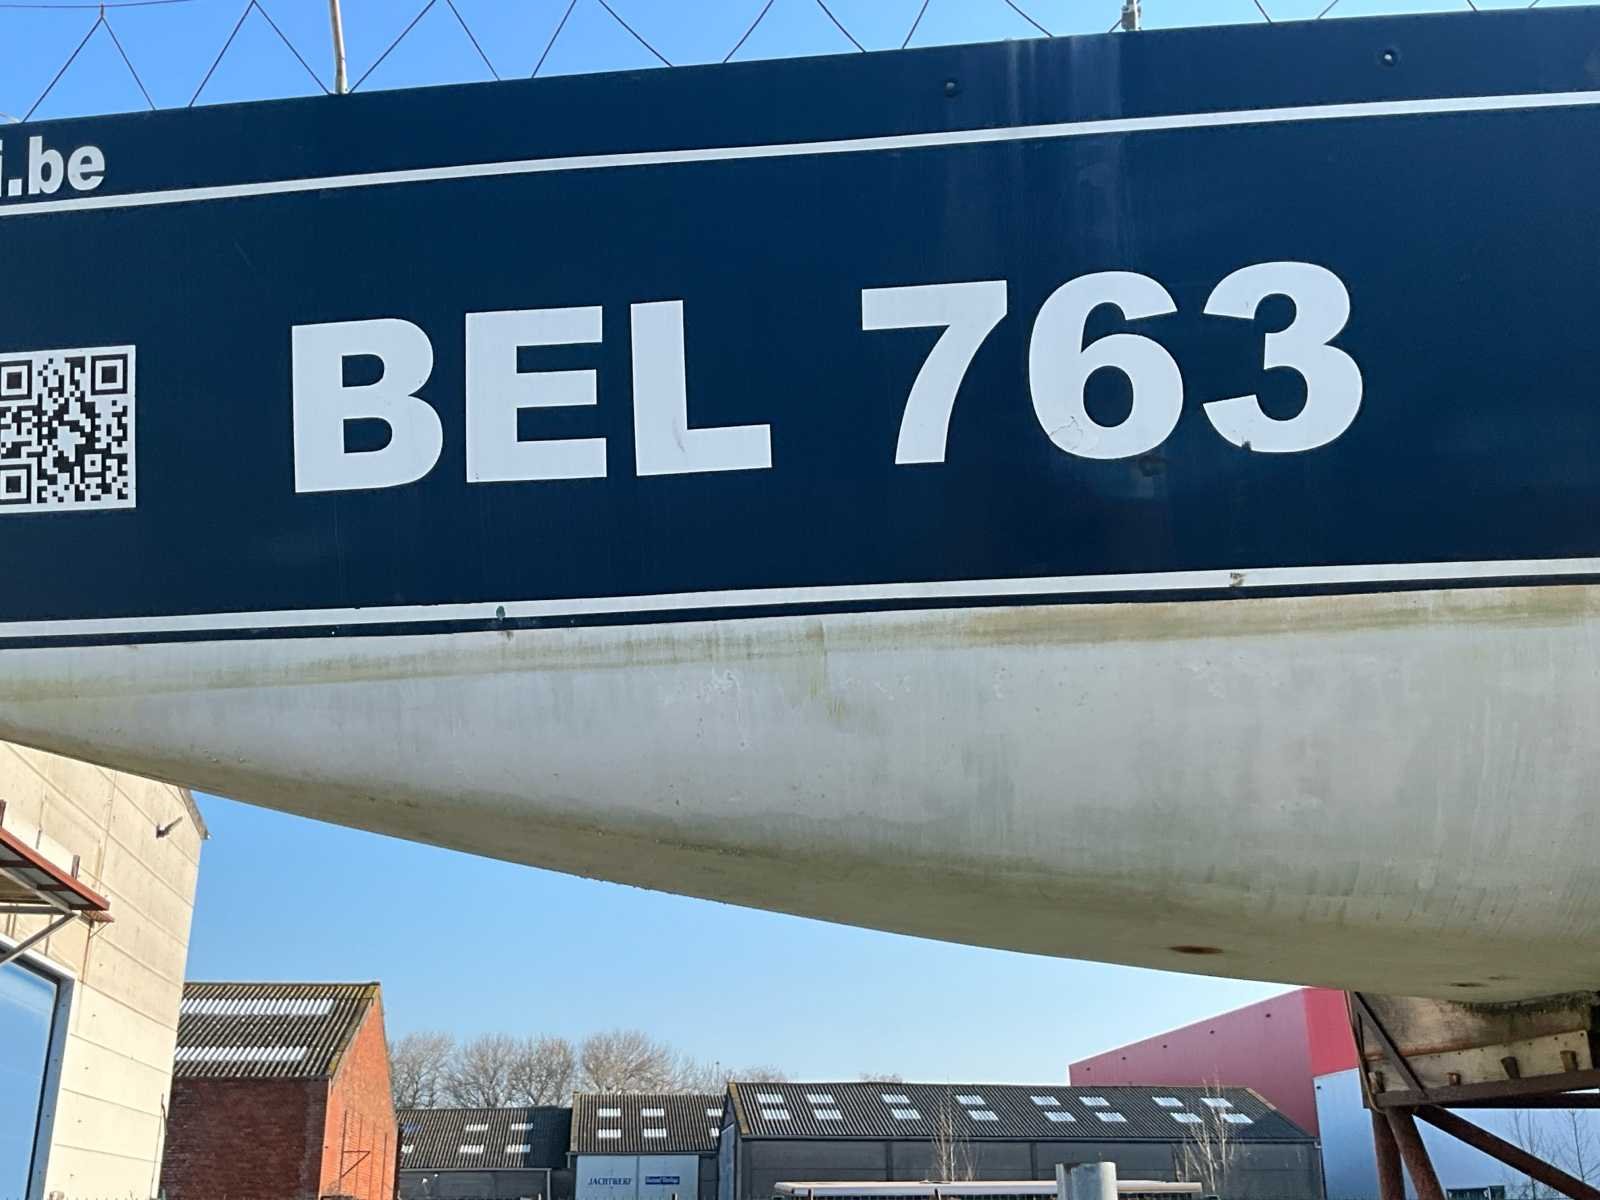 i.be
BEL 763
JACHTWERF